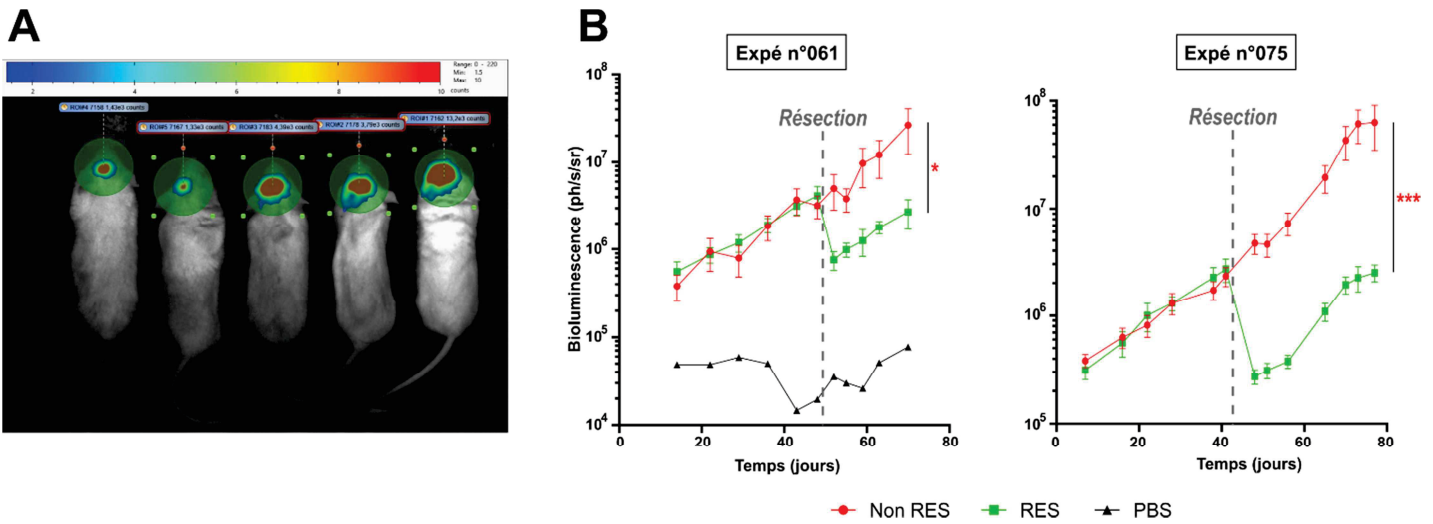 A
B
Range: 0 - 220
Min: 1.5
Max: 10
2
4
6
8
10
counts
ROI#4 7158 1,43e3 counts
ROI#5 7167 1,33e3 counts
ROI#3 7183 4,39e3 counts
ROI#2 7178 3,79e3 counts
ROI#1 7162 13,2e3 counts
Expé n°061
Bioluminescence (ph/s/sr)
10⁸
10⁷
10⁶
10⁵
10⁴
Résection
*
0
20
40
60
80
Temps (jours)
Expé n°075
10⁸
10⁷
10⁶
10⁵
Résection
***
0
20
40
60
80
Temps (jours)
Non RES
RES
PBS